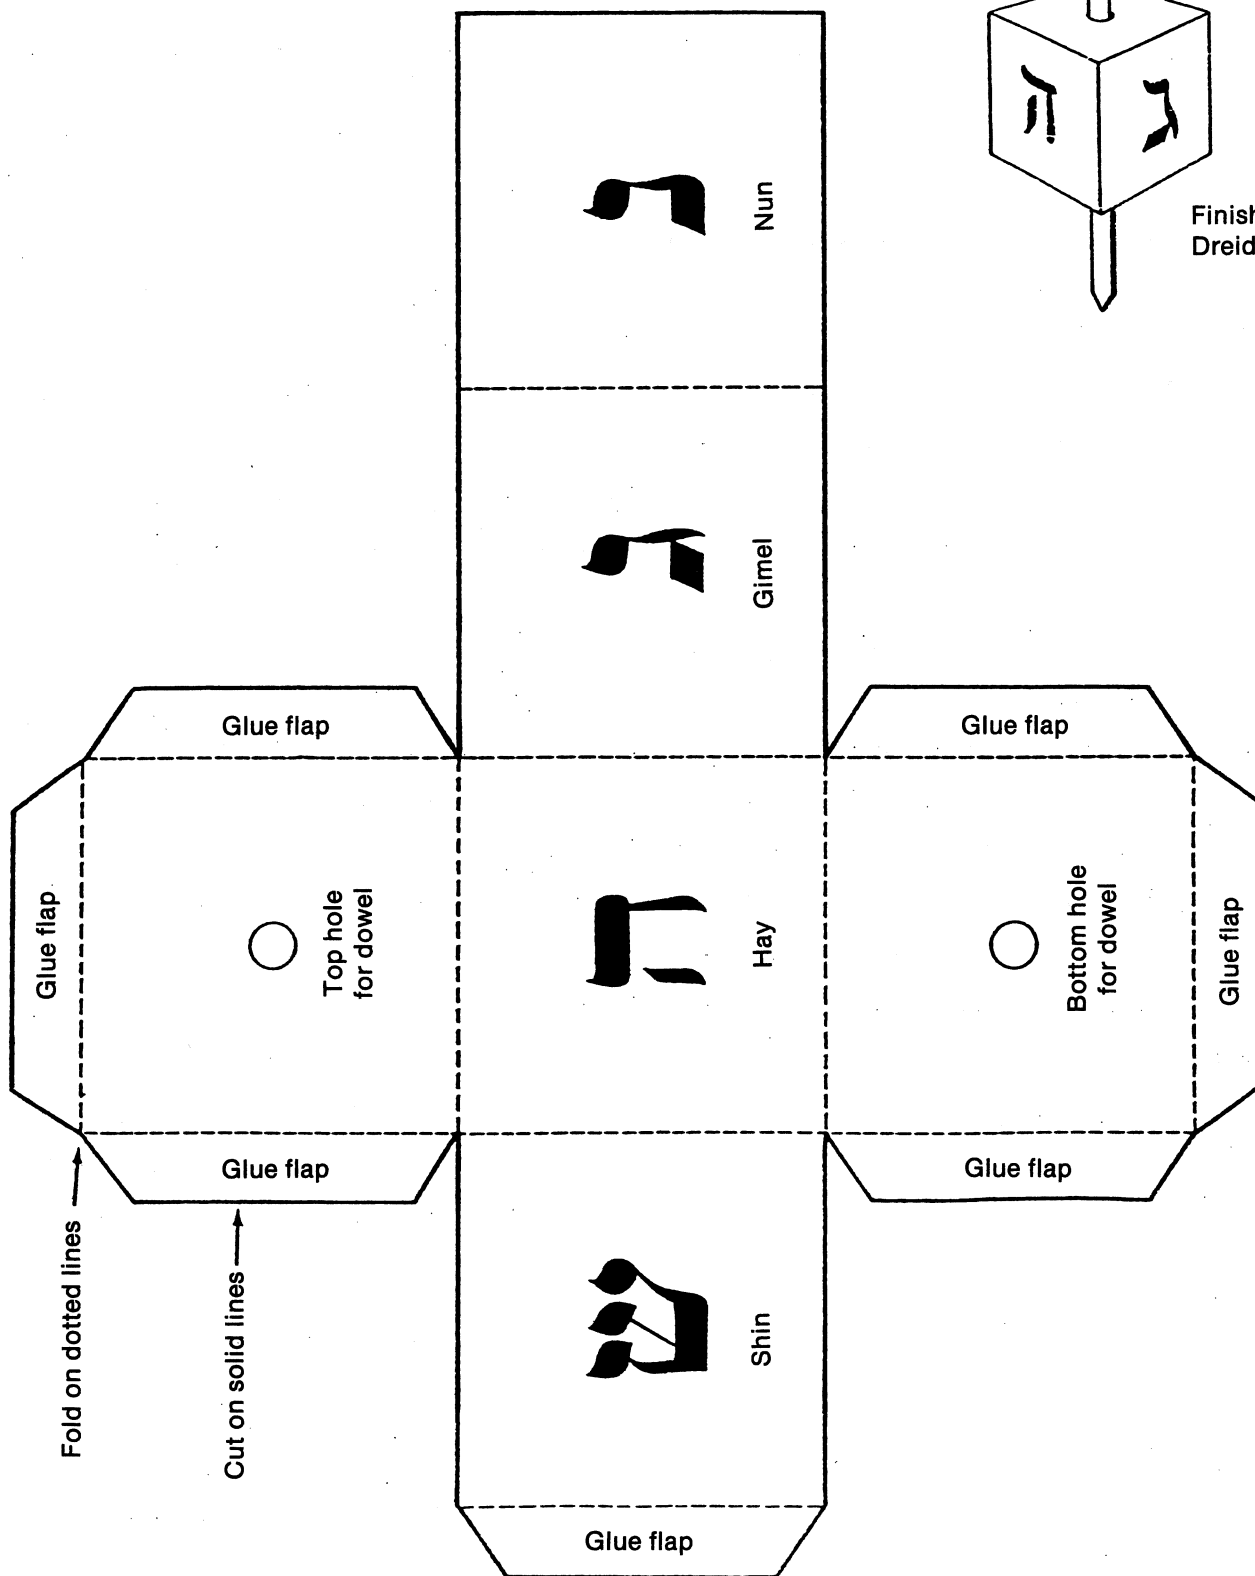 ה
ג
Finish
Dreid
נ
Nun
ג
Gimel
Glue flap
Glue flap
Glue flap
Top hole
for dowel
ה
Hay
Bottom hole
for dowel
Glue flap
Glue flap
Glue flap
Fold on dotted lines
Cut on solid lines
ש
Shin
Glue flap